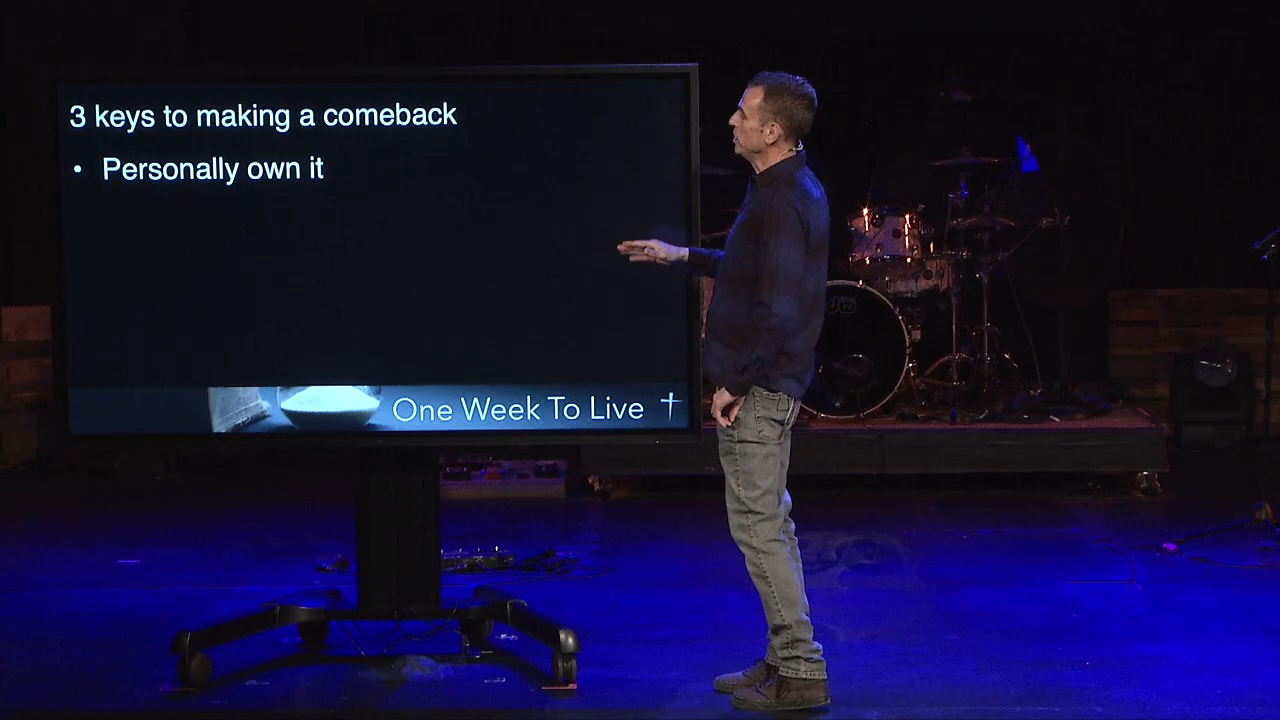 3 keys to making a comeback
• Personally own it
One Week To Live